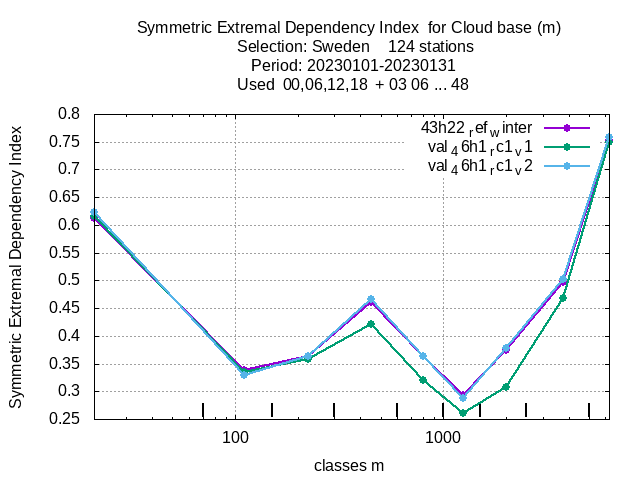 Symmetric Extremal Dependency Index  for Cloud base (m)
Selection: Sweden    124 stations
Period: 20230101-20230131
Used  00,06,12,18  + 03 06 ... 48
Symmetric Extremal Dependency Index
0.8
0.75
0.7
0.65
0.6
0.55
0.5
0.45
0.4
0.35
0.3
0.25
43h22 ref winter
val 4 6h1 r c1 v 1
val 4 6h1 r c1 v 2
100
1000
classes m